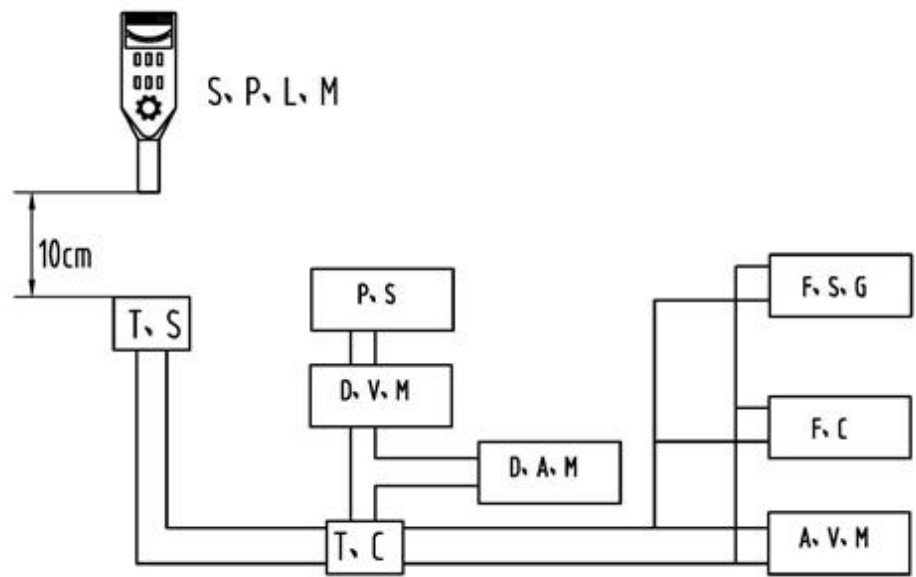 S、P、L、M
10cm
T、S
P、S
F、S、G
D、V、M
F、C
D、A、M
T、C
A、V、M